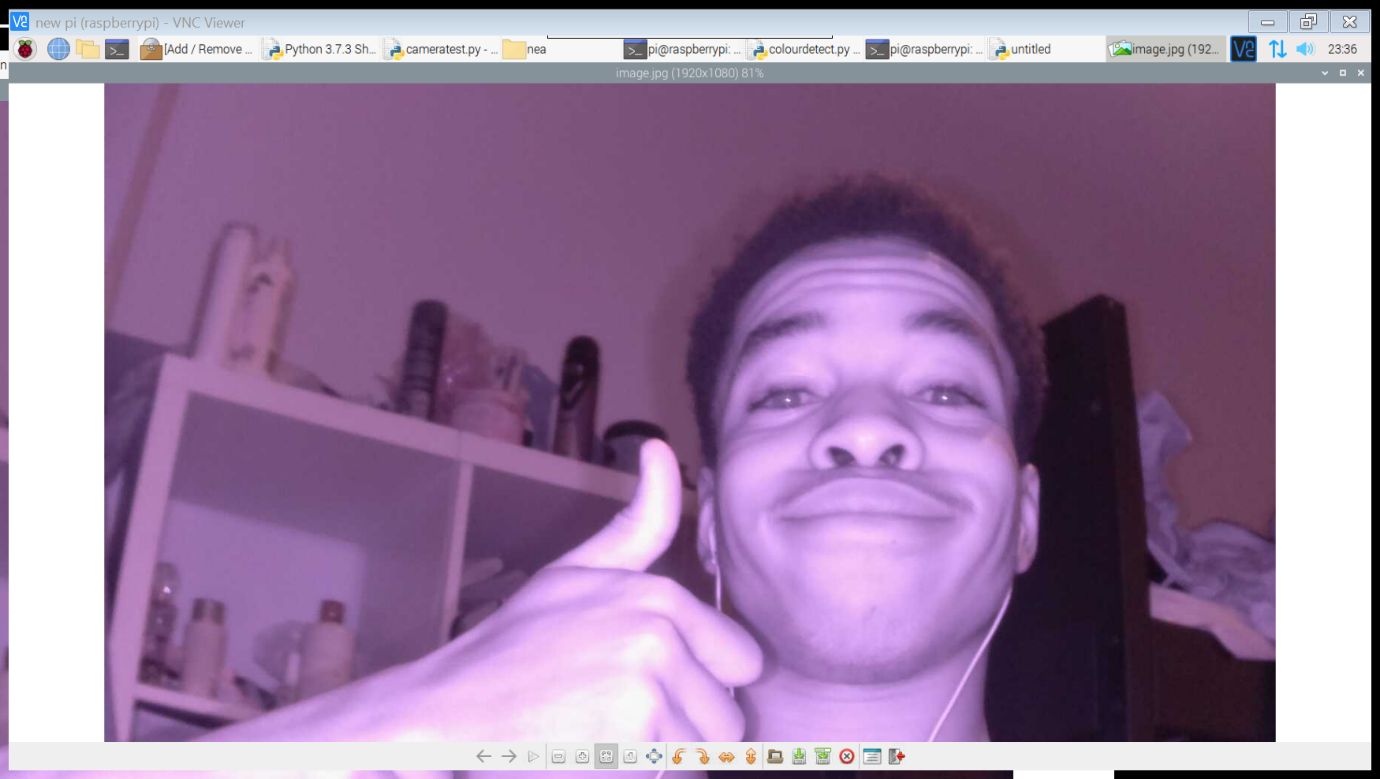 new pi (raspberrypi) - VNC Viewer
[Add / Remove ... Python 3.7.3 Sh... cameratest.py - ... nea pi@raspberrypi: ... colourdetect.py ... pi@raspberrypi: ... untitled image.jpg (192... 23:36
image.jpg (1920x1080) 81%